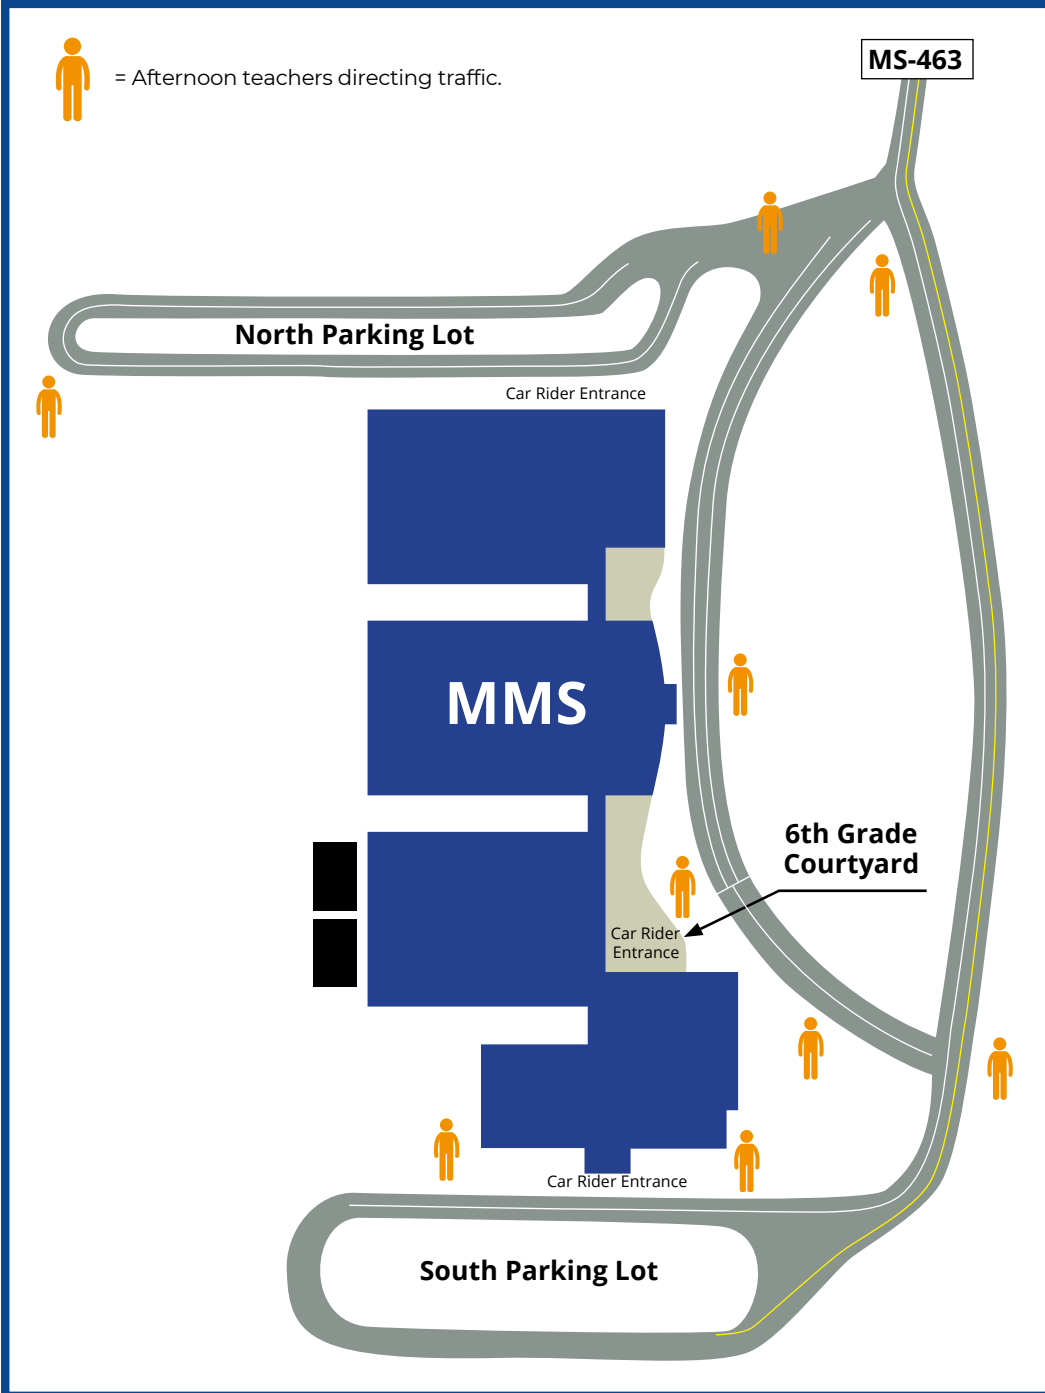 = Afternoon teachers directing traffic.
MS-463
North Parking Lot
Car Rider Entrance
MMS
6th Grade
Courtyard
Car Rider
Entrance
Car Rider Entrance
South Parking Lot